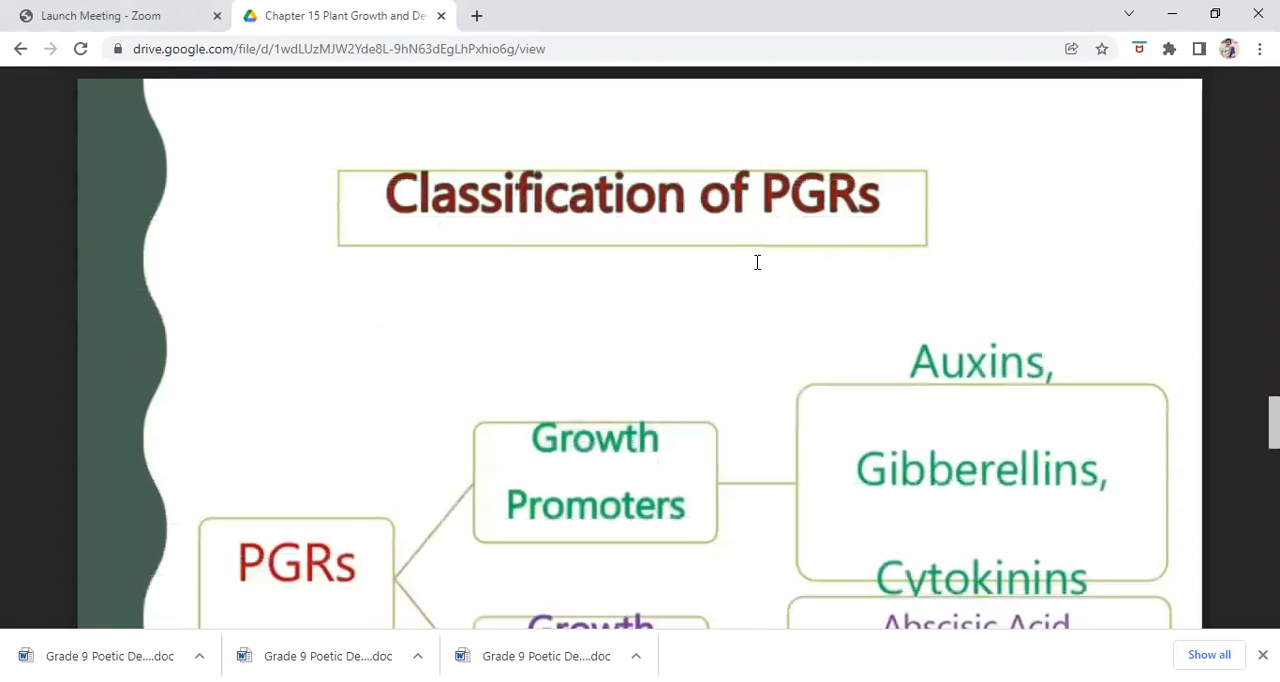 Launch Meeting - Zoom
Chapter 15 Plant Growth and De
drive.google.com/file/d/1wdLUzMJW2Yde8L-9hN63dEgLhPxhio6g/view
Classification of PGRs
Auxins,
Growth
Promoters
Gibberellins,
PGRs
Cytokinins
Growth
Abscisic Acid
Grade 9 Poetic De....doc
Grade 9 Poetic De....doc
Grade 9 Poetic De....doc
Show all